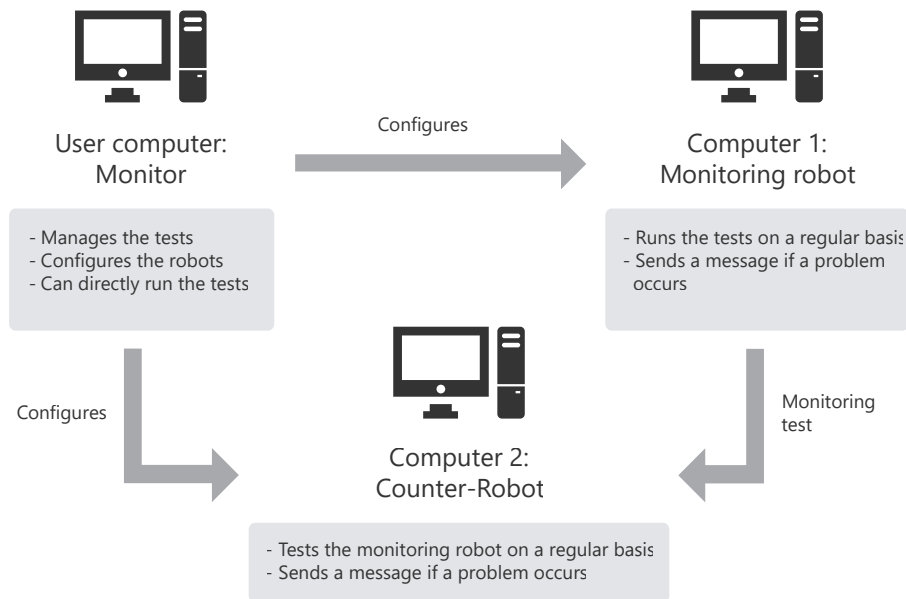 User computer:
Monitor
Configures
Computer 1:
Monitoring robot
- Manages the tests
- Configures the robots
- Can directly run the tests
- Runs the tests on a regular basis
- Sends a message if a problem
occurs
Configures
Monitoring
test
Computer 2:
Counter-Robot
- Tests the monitoring robot on a regular basis
- Sends a message if a problem occurs